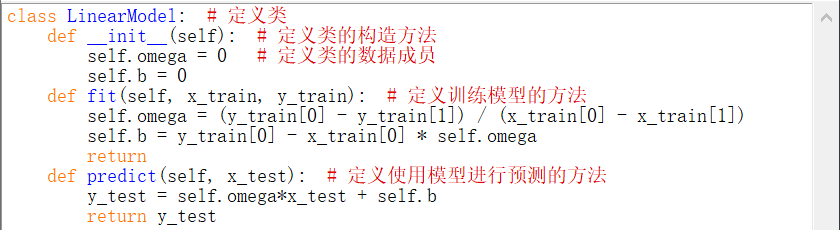 class LinearModel:  # 定义类
    def __init__(self):  # 定义类的构造方法
        self.omega = 0   # 定义类的数据成员
        self.b = 0
    def fit(self, x_train, y_train):  # 定义训练模型的方法
        self.omega = (y_train[0] - y_train[1]) / (x_train[0] - x_train[1])
        self.b = y_train[0] - x_train[0] * self.omega
        return
    def predict(self, x_test):  # 定义使用模型进行预测的方法
        y_test = self.omega*x_test + self.b
        return y_test